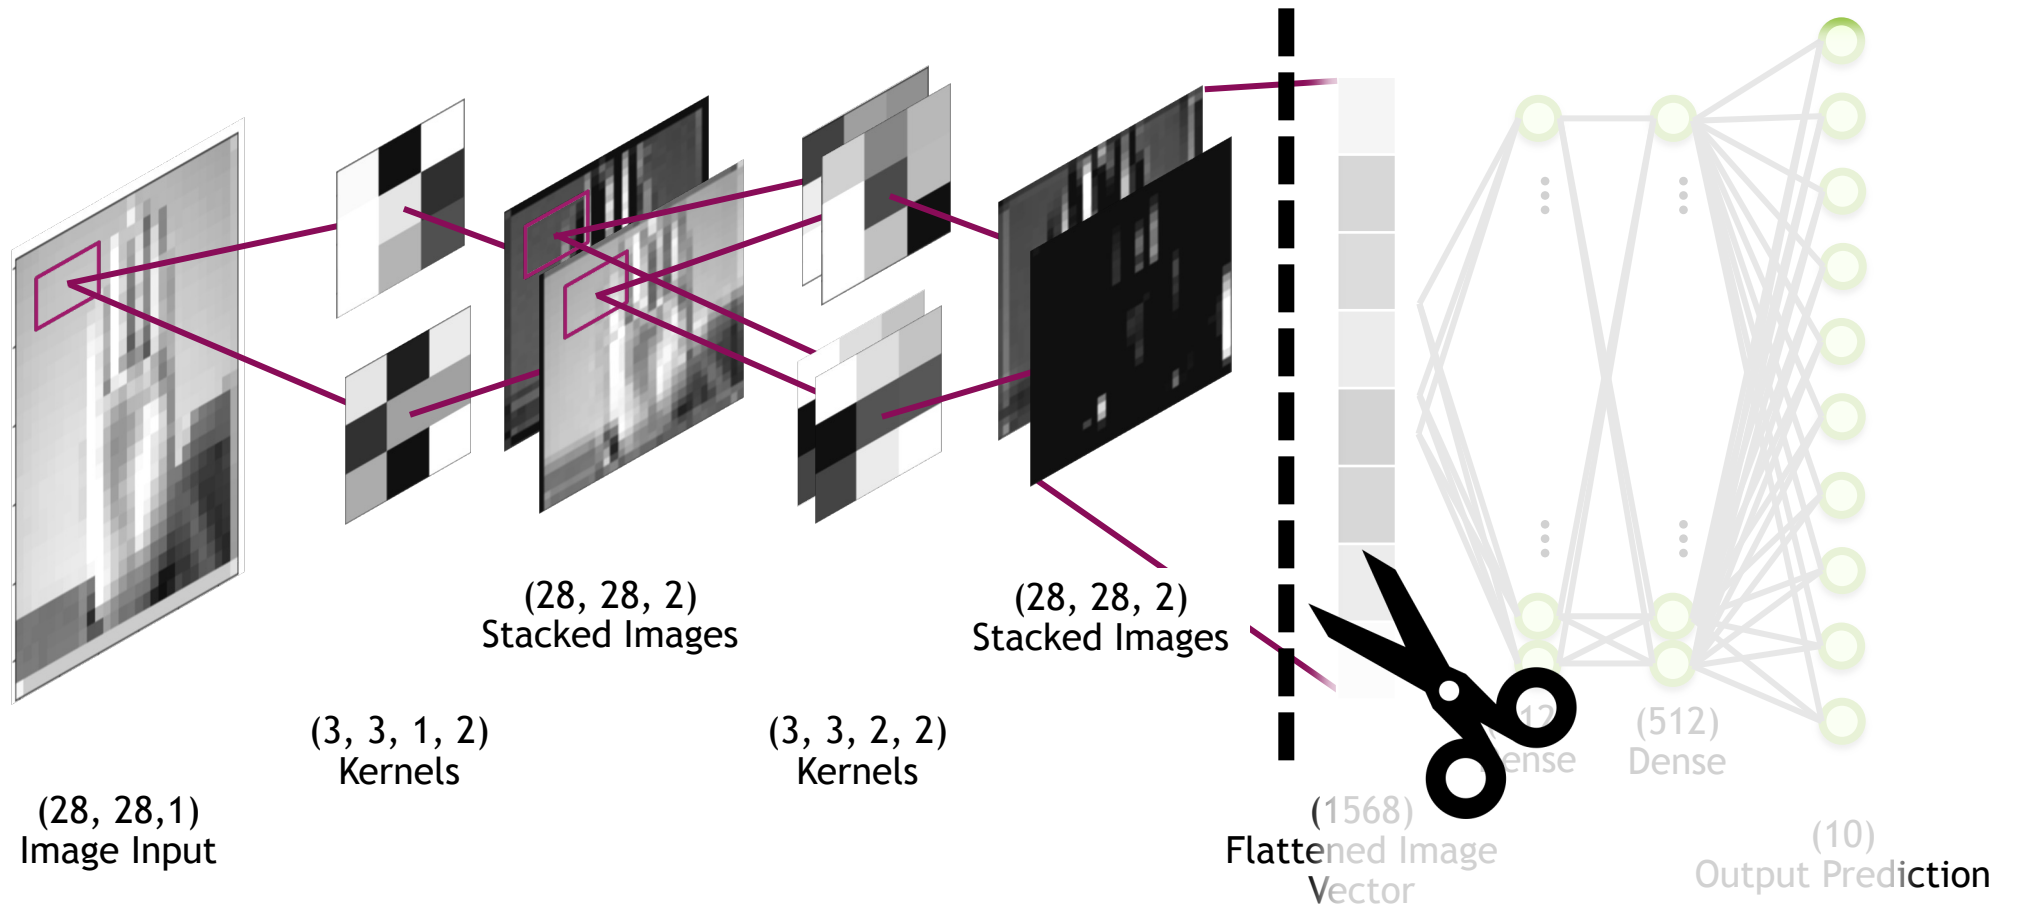 (28, 28, 2)
Stacked Images
(28, 28, 2)
Stacked Images
(3, 3, 1, 2)
Kernels
(3, 3, 2, 2)
Kernels
(512)
Dense
(28, 28,1)
Image Input
(1568)
Flattened Image
Vector
(10)
Output Prediction